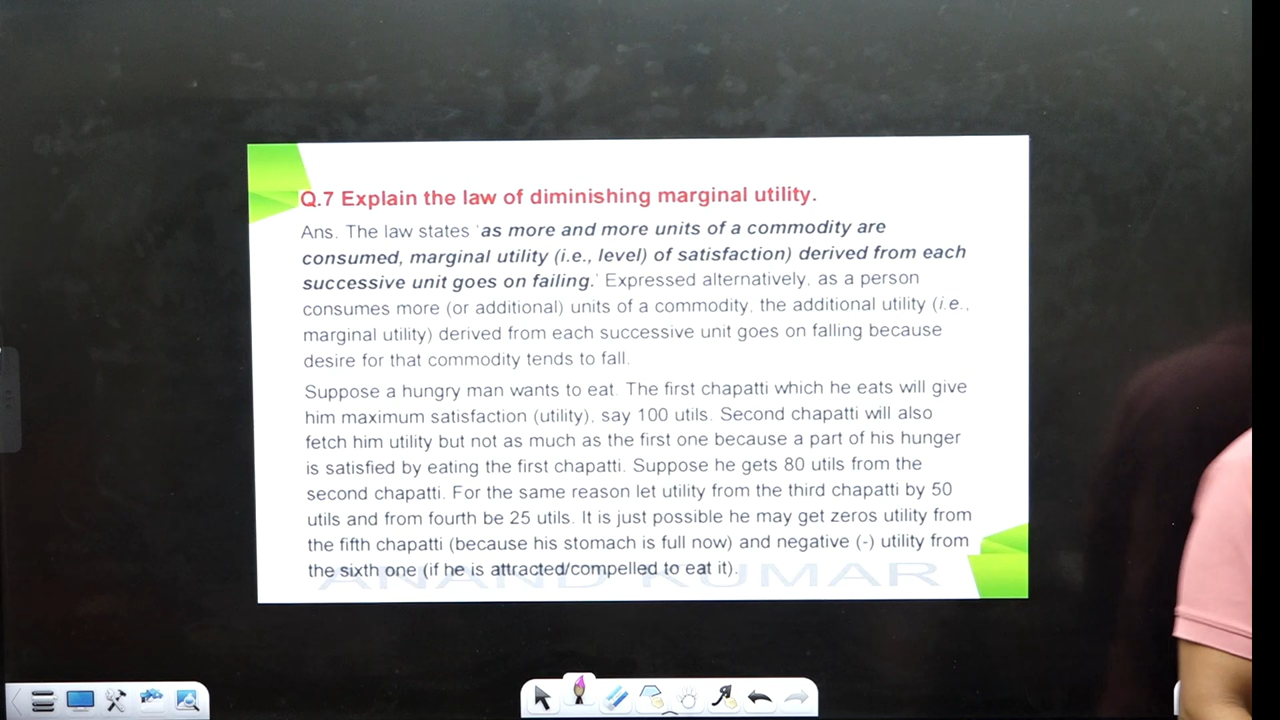 Q.7 Explain the law of diminishing marginal utility.
Ans. The law states 'as more and more units of a commodity are
consumed, marginal utility (i.e., level) of satisfaction) derived from each
successive unit goes on failing.' Expressed alternatively, as a person
consumes more (or additional) units of a commodity, the additional utility (i.e.,
marginal utility) derived from each successive unit goes on falling because
desire for that commodity tends to fall.
Suppose a hungry man wants to eat. The first chapatti which he eats will give
him maximum satisfaction (utility), say 100 utils. Second chapatti will also
fetch him utility but not as much as the first one because a part of his hunger
is satisfied by eating the first chapatti. Suppose he gets 80 utils from the
second chapatti. For the same reason let utility from the third chapatti by 50
utils and from fourth be 25 utils. It is just possible he may get zeros utility from
the fifth chapatti (because his stomach is full now) and negative (-) utility from
the sixth one (if he is attracted/compelled to eat it).
ANAND KUMAR